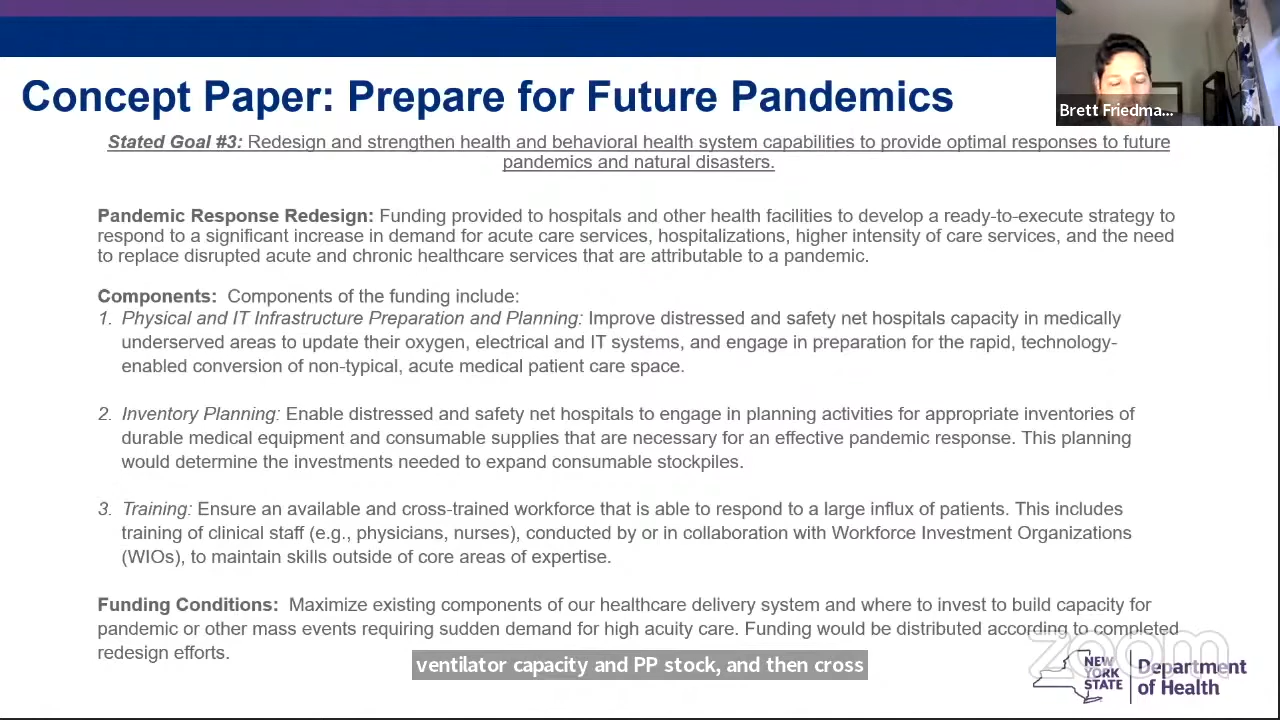 Concept Paper: Prepare for Future Pandemics
Brett Friedma...
Stated Goal #3: Redesign and strengthen health and behavioral health system capabilities to provide optimal responses to future
pandemics and natural disasters.
Pandemic Response Redesign: Funding provided to hospitals and other health facilities to develop a ready-to-execute strategy to
respond to a significant increase in demand for acute care services, hospitalizations, higher intensity of care services, and the need
to replace disrupted acute and chronic healthcare services that are attributable to a pandemic.
Components: Components of the funding include:
1. Physical and IT Infrastructure Preparation and Planning: Improve distressed and safety net hospitals capacity in medically
underserved areas to update their oxygen, electrical and IT systems, and engage in preparation for the rapid, technology-
enabled conversion of non-typical, acute medical patient care space.
2. Inventory Planning: Enable distressed and safety net hospitals to engage in planning activities for appropriate inventories of
durable medical equipment and consumable supplies that are necessary for an effective pandemic response. This planning
would determine the investments needed to expand consumable stockpiles.
3. Training: Ensure an available and cross-trained workforce that is able to respond to a large influx of patients. This includes
training of clinical staff (e.g., physicians, nurses), conducted by or in collaboration with Workforce Investment Organizations
(WIOs), to maintain skills outside of core areas of expertise.
Funding Conditions: Maximize existing components of our healthcare delivery system and where to invest to build capacity for
pandemic or other mass events requiring sudden demand for high acuity care. Funding would be distributed according to completed
redesign efforts.
ventilator capacity and PP stock, and then cross
zoom
NEW
YORK
STATE
Department
of Health